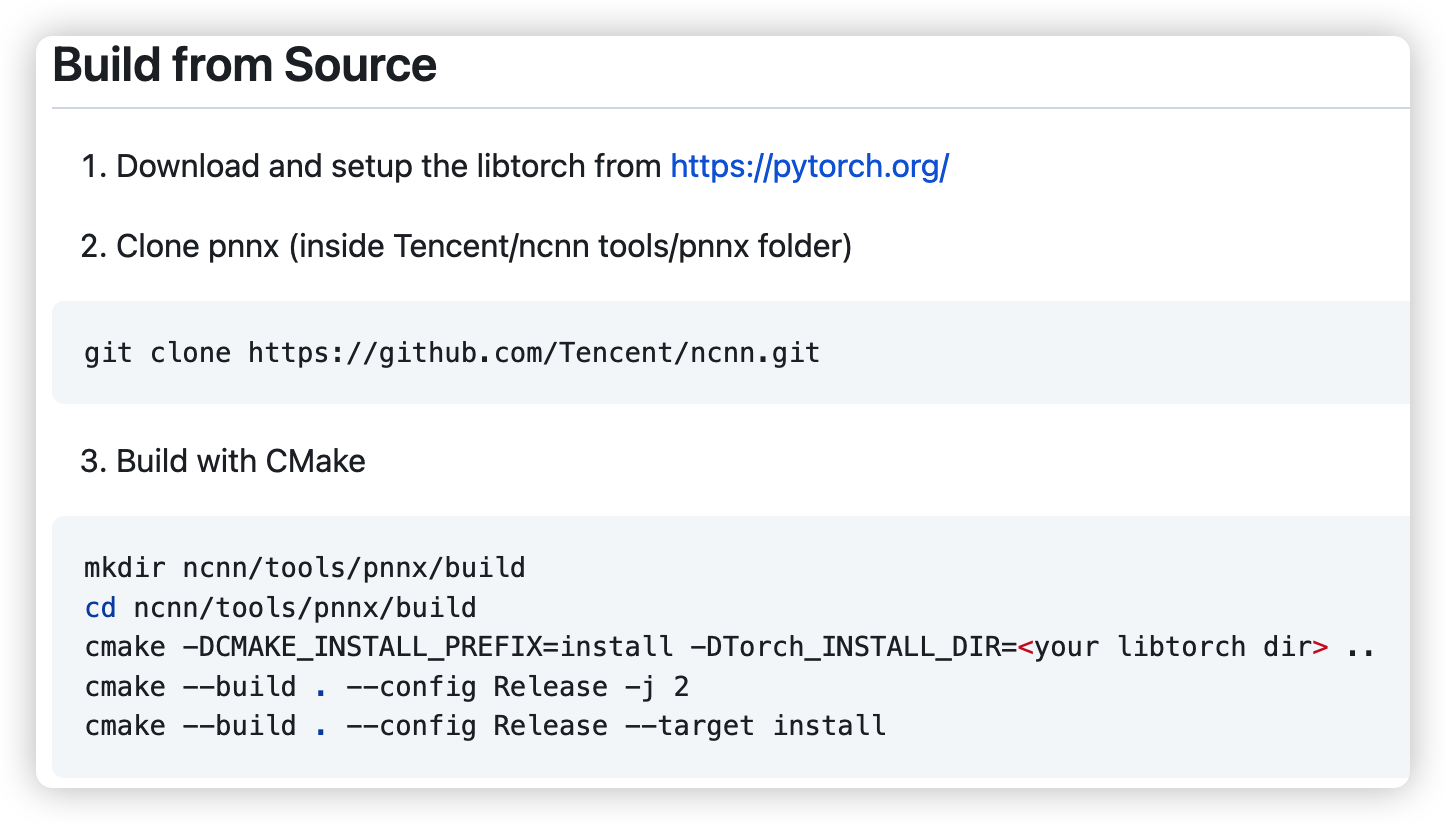 Build from Source
1. Download and setup the libtorch from https://pytorch.org/
2. Clone pnnx (inside Tencent/ncnn tools/pnnx folder)
git clone https://github.com/Tencent/ncnn.git
3. Build with CMake
mkdir ncnn/tools/pnnx/build
cd ncnn/tools/pnnx/build
cmake -DCMAKE_INSTALL_PREFIX=install -DTorch_INSTALL_DIR=<your libtorch dir> ..
cmake --build . --config Release -j 2
cmake --build . --config Release --target install